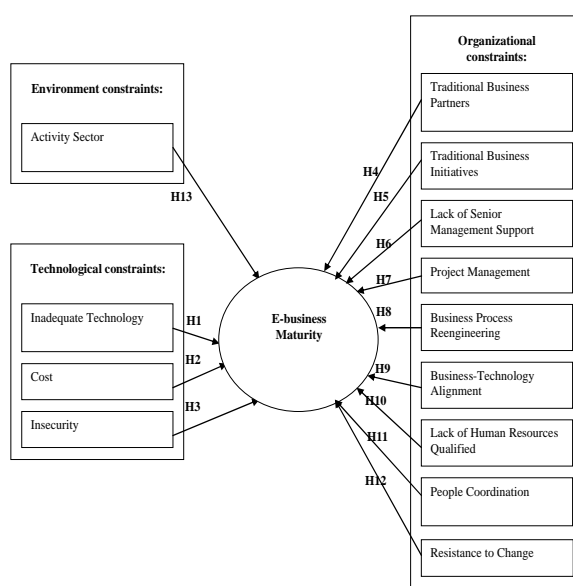 Environment constraints:
Activity Sector
H13
Technological constraints:
Inadequate Technology
H1
Cost
H2
Insecurity
H3
E-business
Maturity
Organizational
constraints:
Traditional Business
Partners
H4
Traditional Business
Initiatives
H5
Lack of Senior
Management Support
H6
Project Management
H7
Business Process
Reengineering
H8
Business-Technology
Alignment
H9
Lack of Human Resources
Qualified
H10
People Coordination
H11
Resistance to Change
H12